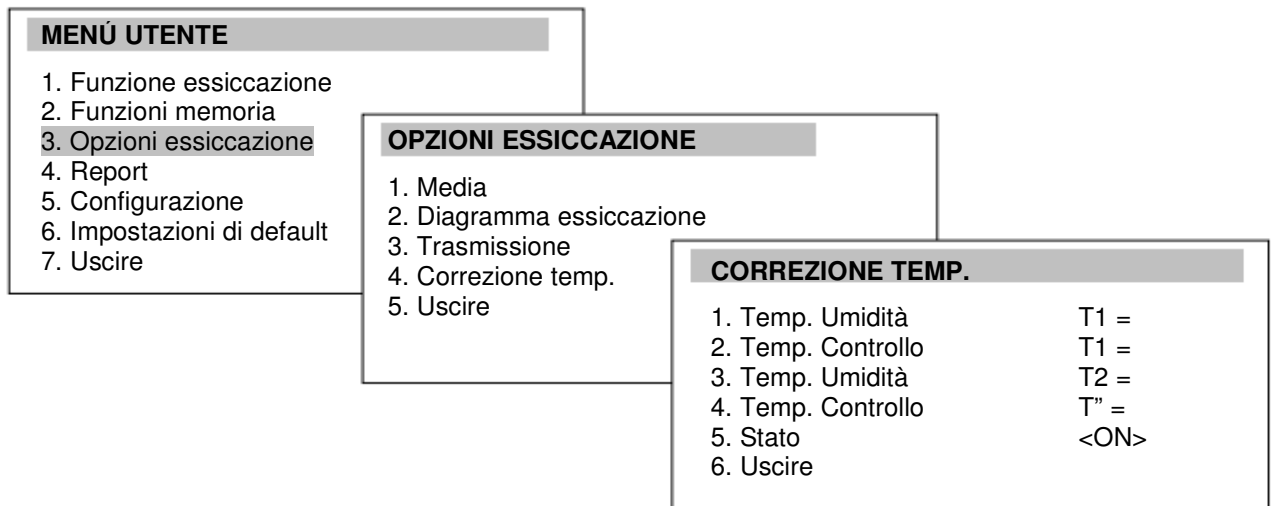 MENÚ UTENTE
1. Funzione essiccazione
2. Funzioni memoria
3. Opzioni essiccazione
4. Report
5. Configurazione
6. Impostazioni di default
7. Uscire
OPZIONI ESSICCAZIONE
1. Media
2. Diagramma essiccazione
3. Trasmissione
4. Correzione temp.
5. Uscire
CORREZIONE TEMP.
1. Temp. Umidità T1 =
2. Temp. Controllo T1 =
3. Temp. Umidità T2 =
4. Temp. Controllo T” =
5. Stato <ON>
6. Uscire